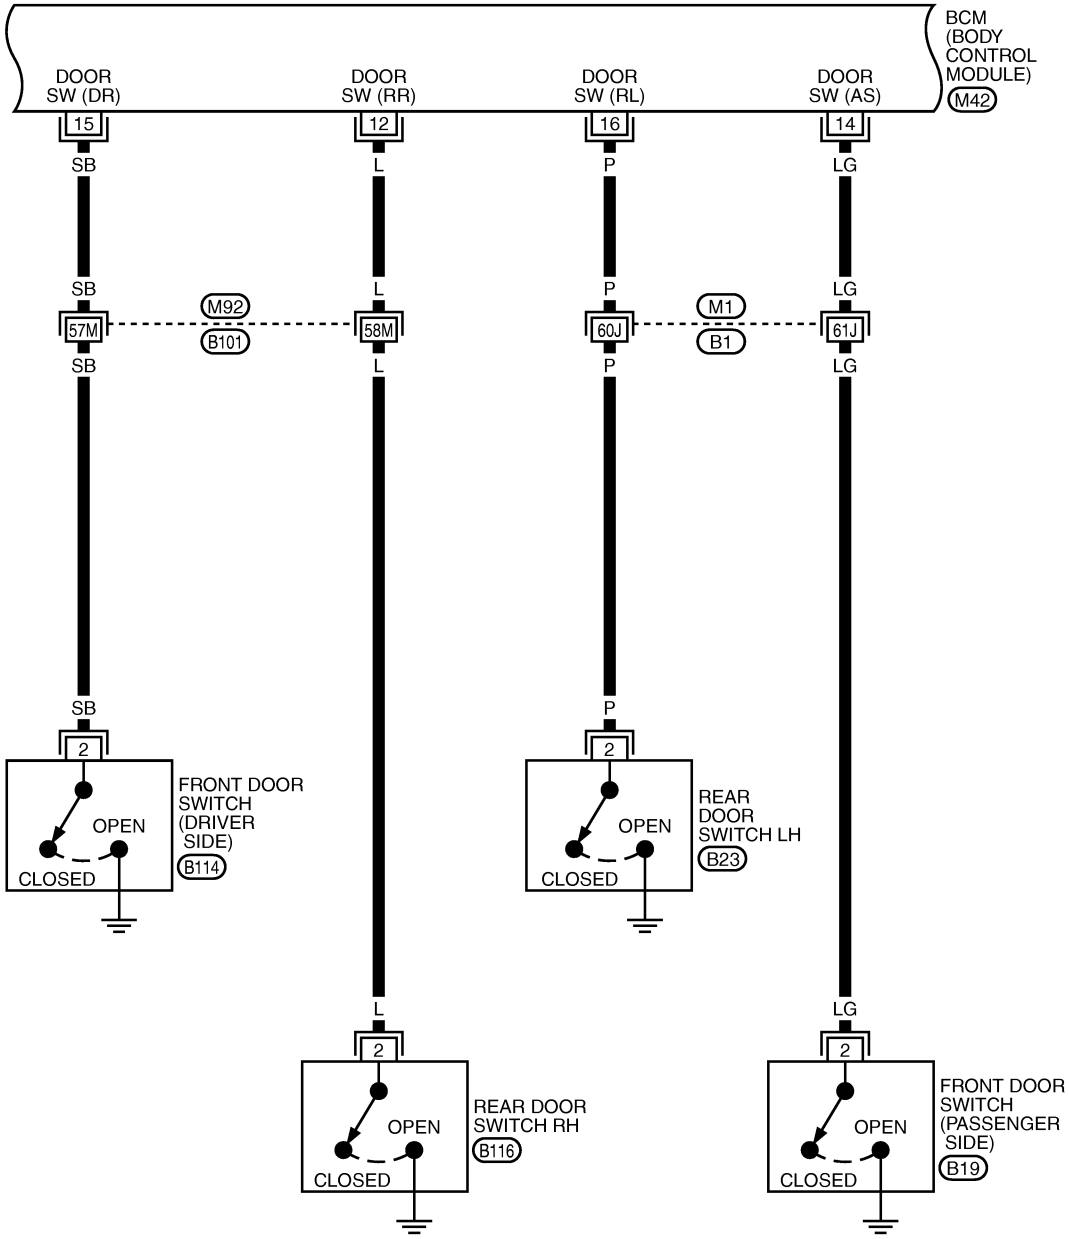 BCM
(BODY
CONTROL
MODULE)
M42
DOOR
SW (DR)
DOOR
SW (RR)
DOOR
SW (RL)
DOOR
SW (AS)
15
12
16
14
SB
L
P
LG
SB
L
P
LG
M92
M1
57M
58M
60J
61J
B101
B1
SB
L
P
LG
SB
P
2
2
FRONT DOOR
SWITCH
(DRIVER
SIDE)
B114
OPEN
CLOSED
REAR
DOOR
SWITCH LH
B23
OPEN
CLOSED
L
LG
2
2
REAR DOOR
SWITCH RH
B116
OPEN
CLOSED
FRONT DOOR
SWITCH
(PASSENGER
SIDE)
B19
OPEN
CLOSED